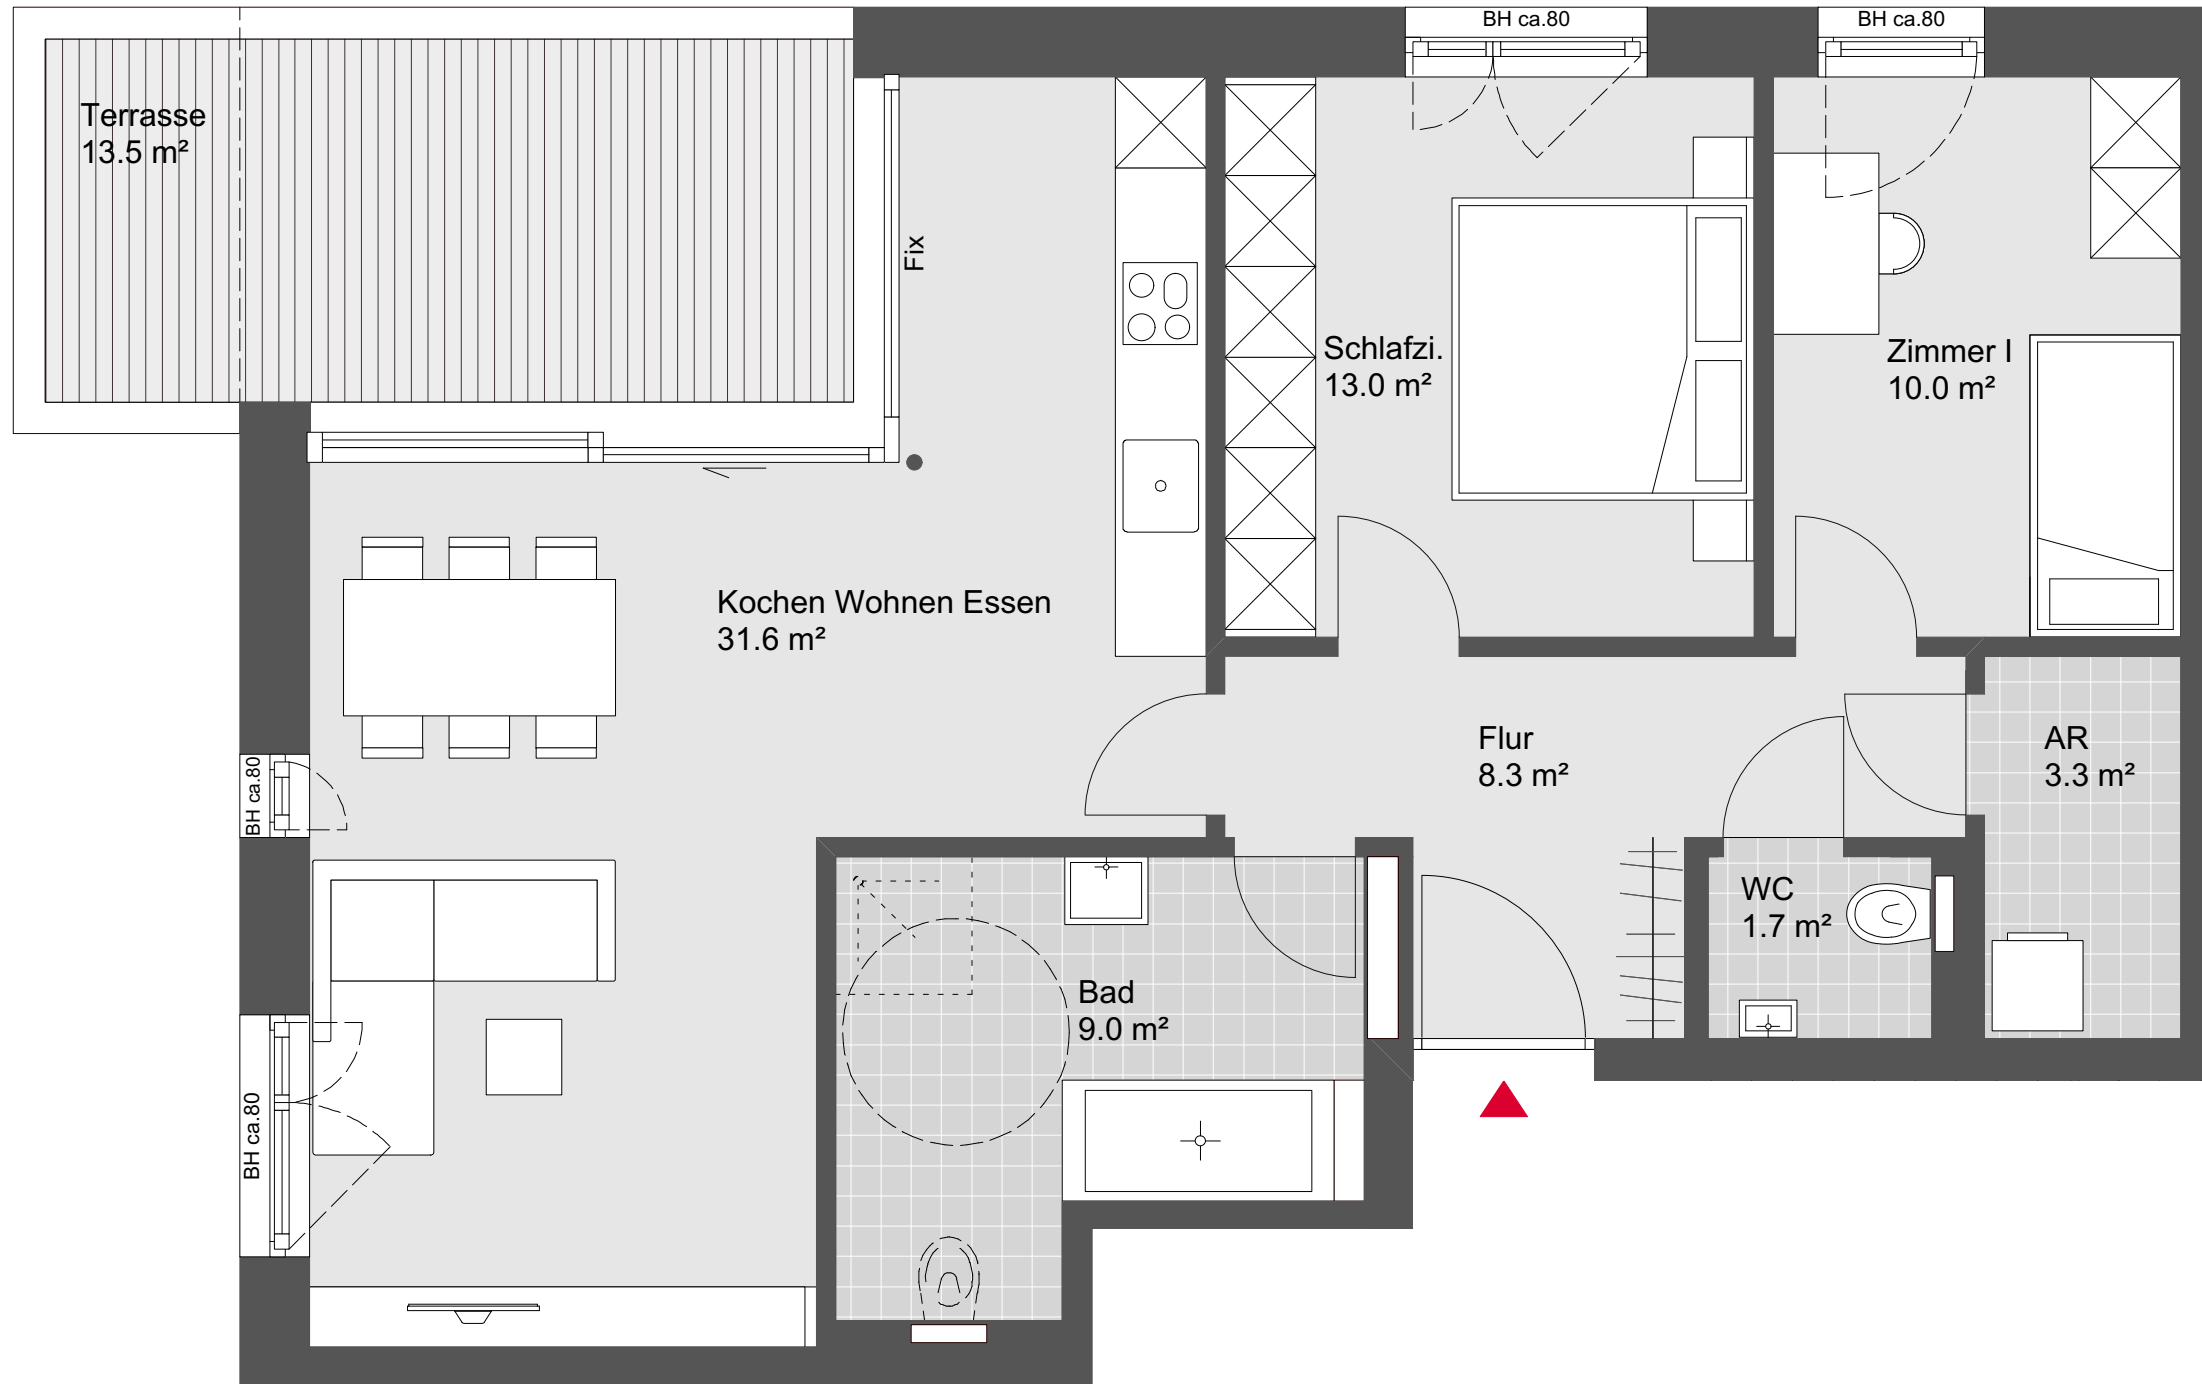 BH ca.80
BH ca.80
Terrasse
13.5 m²
Fix
Schlafzi.
13.0 m²
Zimmer I
10.0 m²
Kochen Wohnen Essen
31.6 m²
Flur
8.3 m²
AR
3.3 m²
BH ca.80
WC
1.7 m²
Bad
9.0 m²
BH ca.80